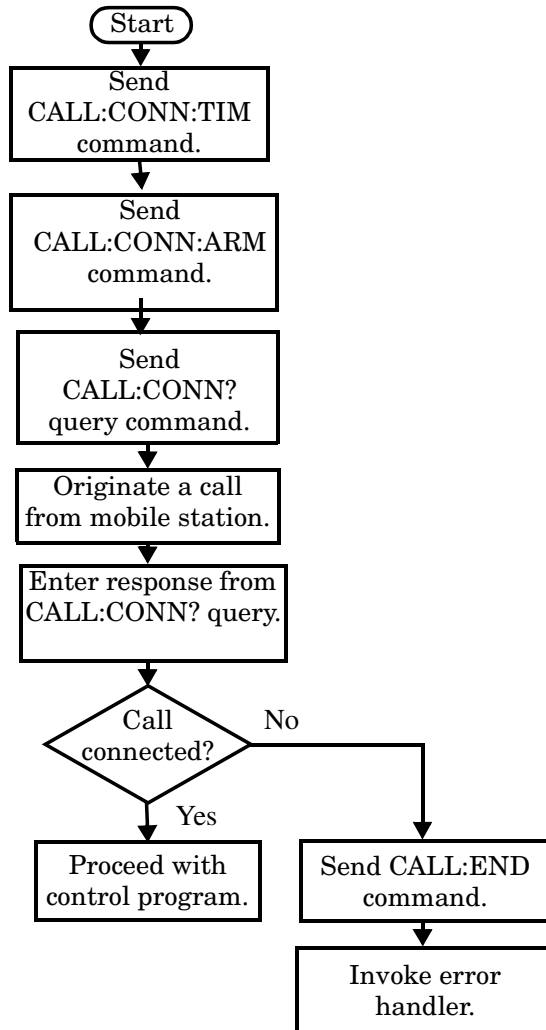 Start
Send
CALL:CONN:TIM
command.
Send
CALL:CONN:ARM
command.
Send
CALL:CONN?
query command.
Originate a call
from mobile station.
Enter response from
CALL:CONN? query.
Call
connected?
No
Yes
Proceed with
control program.
Send CALL:END
command.
Invoke error
handler.